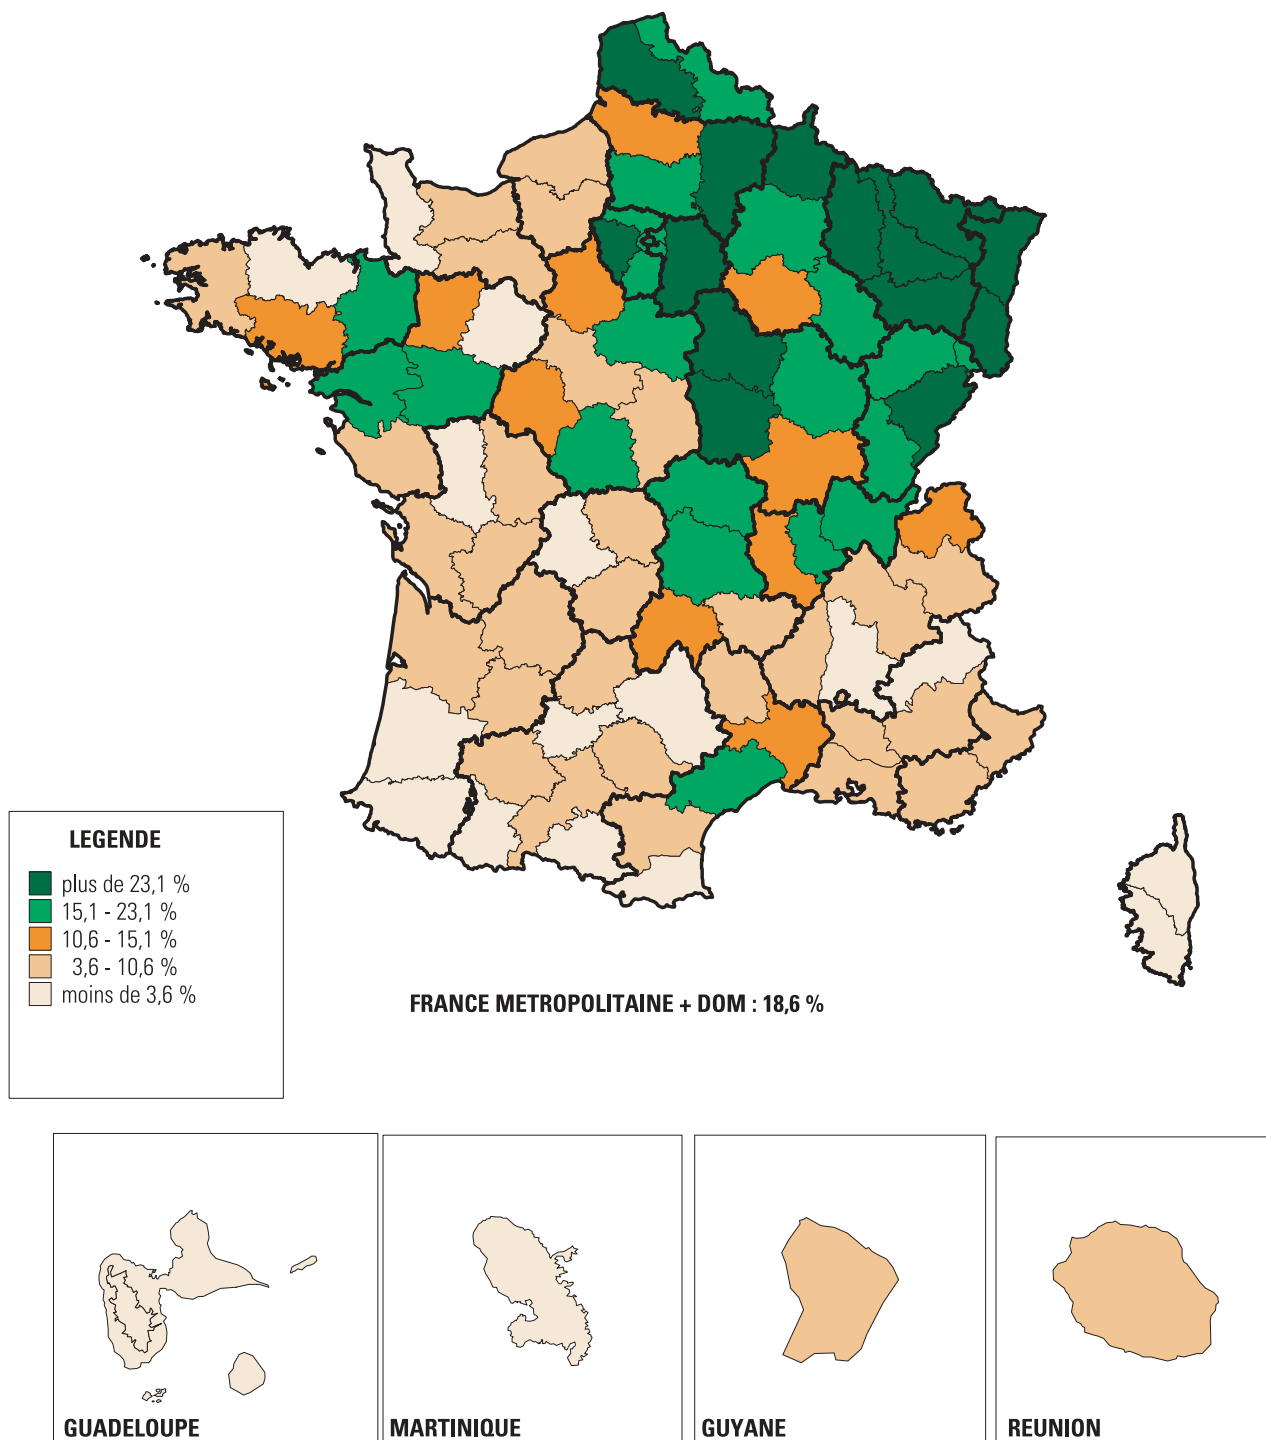 LEGENDE
plus de 23,1 %
15,1 - 23,1 %
10,6 - 15,1 %
3,6 - 10,6 %
moins de 3,6 %
FRANCE METROPOLITAINE + DOM : 18,6 %
GUADELOUPE
MARTINIQUE
GUYANE
REUNION